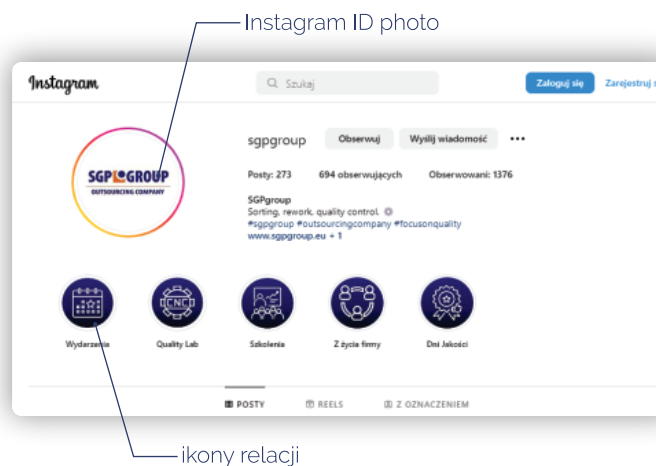 Instagram ID photo
Instagram
Szukaj
Zaloguj się
Zarejestruj s
sgpgroup
Obserwuj
Wyślij wiadomość
Posty: 273
694 obserwujących
Obserwowani: 1376
SGP GROUP
OUTSOURCING COMPANY
SGPgroup
Sorting, rework, quality control.
#sgpgroup #outsourcingcompany #focusonquality
www.sgpgroup.eu + 1
CNC
Wydarzenia
Quality Lab
Szkolenia
Z życia firmy
Dni Jakości
POSTY
REELS
Z OZNACZENIEM
ikony relacji